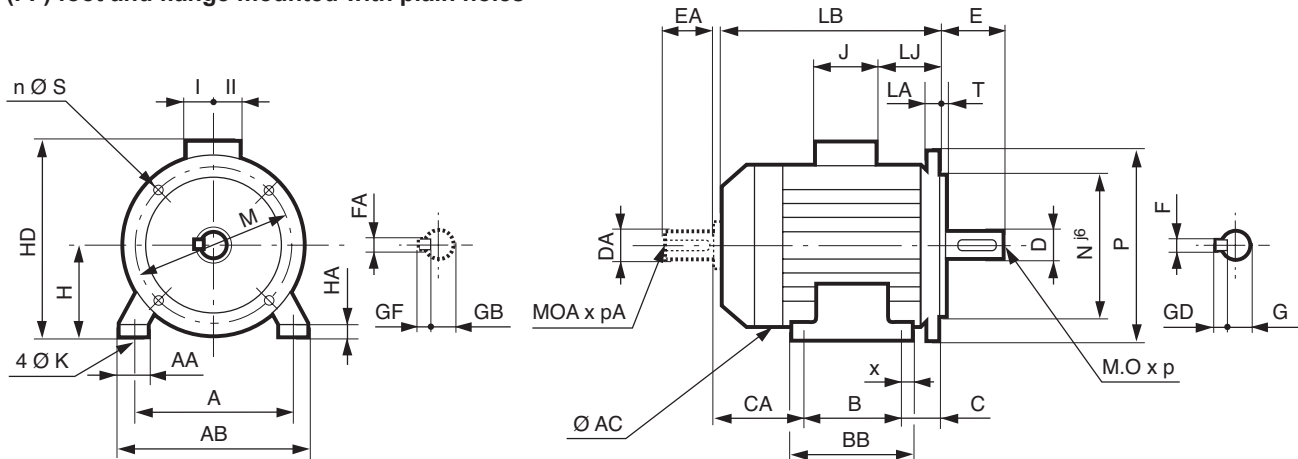 (FF) foot and flange mounted with plain holes
EA
LB
E
J
LJ
n Ø S
I
II
LA
T
HD
H
M
FA
HA
GF
GB
DA
MOA x pA
D
N j6
P
F
GD
G
4 Ø K
AA
A
AB
x
M.O x p
CA
B
C
Ø AC
BB